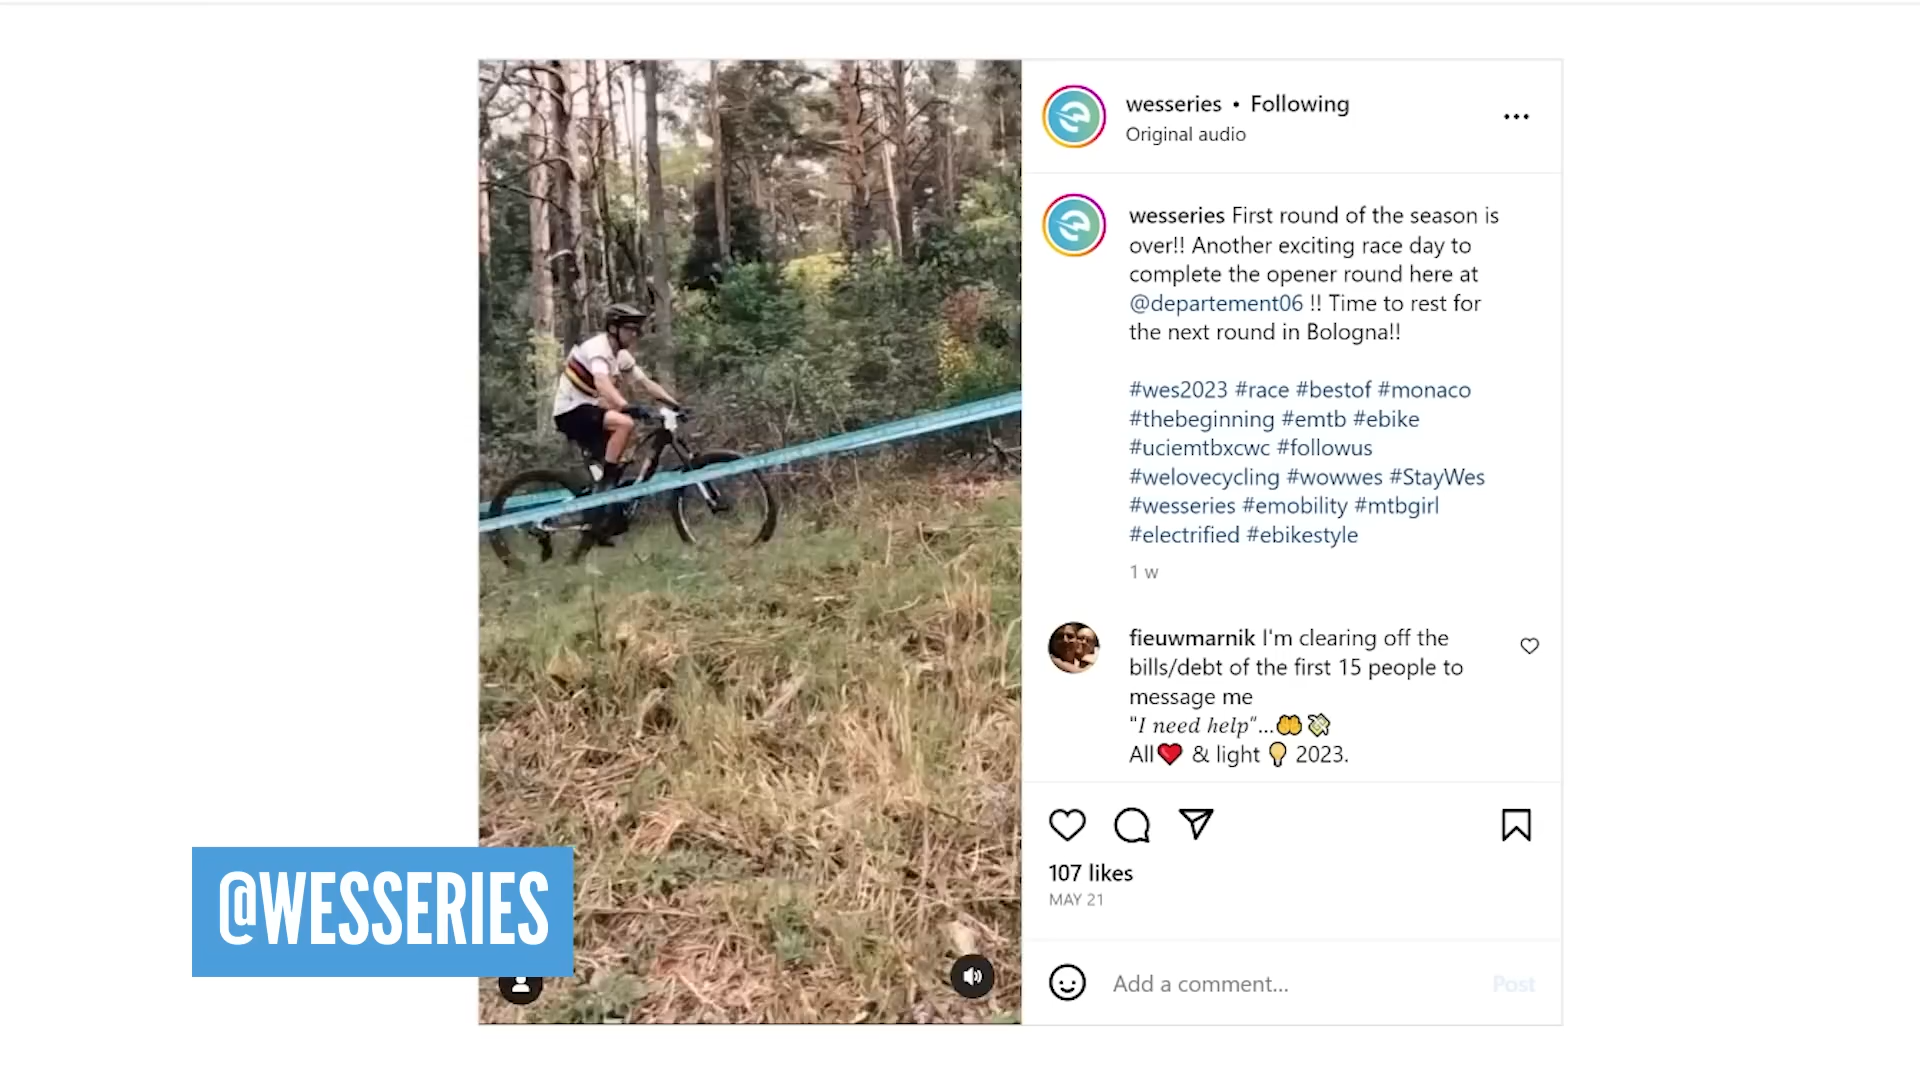 wesseries • Following
Original audio
wesseries First round of the season is
over!! Another exciting race day to
complete the opener round here at
@departement06 !! Time to rest for
the next round in Bologna!!
#wes2023 #race #bestof #monaco
#thebeginning #emtb #ebike
#uciemtbxcwc #followus
#welovecycling #wowwes #StayWes
#wesseries #emobility #mtbgirl
#electrified #ebikestyle
1 w
fieuwmarnik I'm clearing off the
bills/debt of the first 15 people to
message me
"I need help"...🤲💸
All❤️ & light 💡 2023.
107 likes
MAY 21
Add a comment...
Post
@WESSERIES